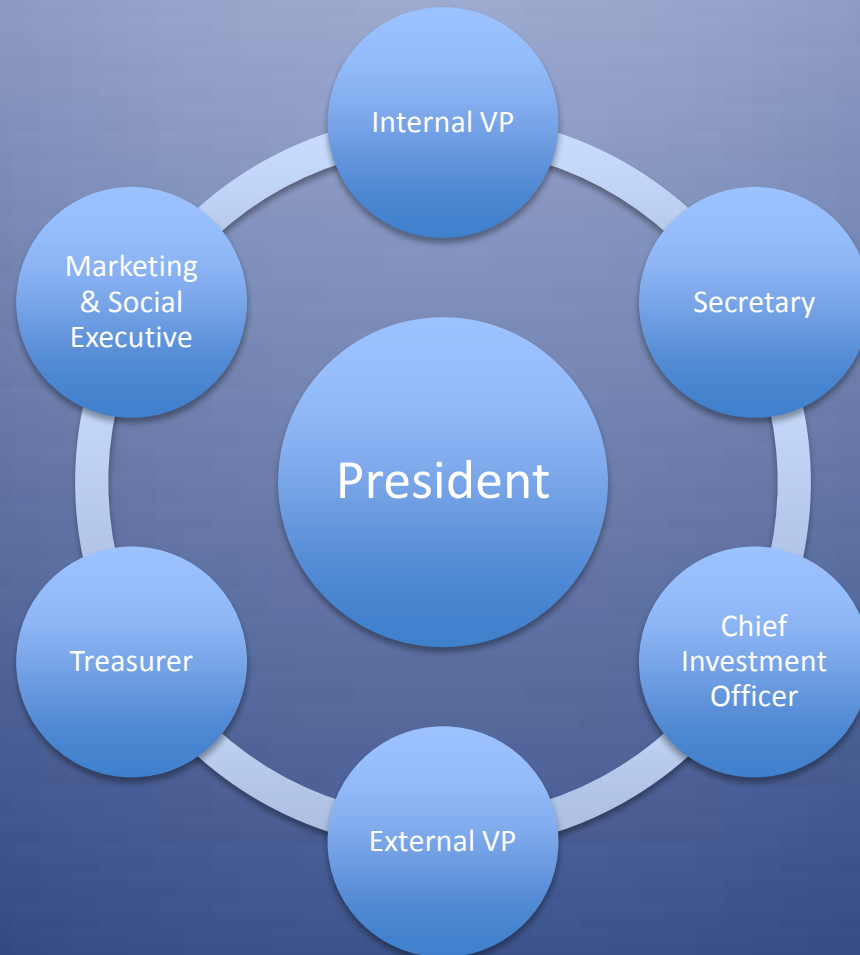 Internal VP
Marketing
& Social
Executive
Secretary
President
Treasurer
Chief
Investment
Officer
External VP